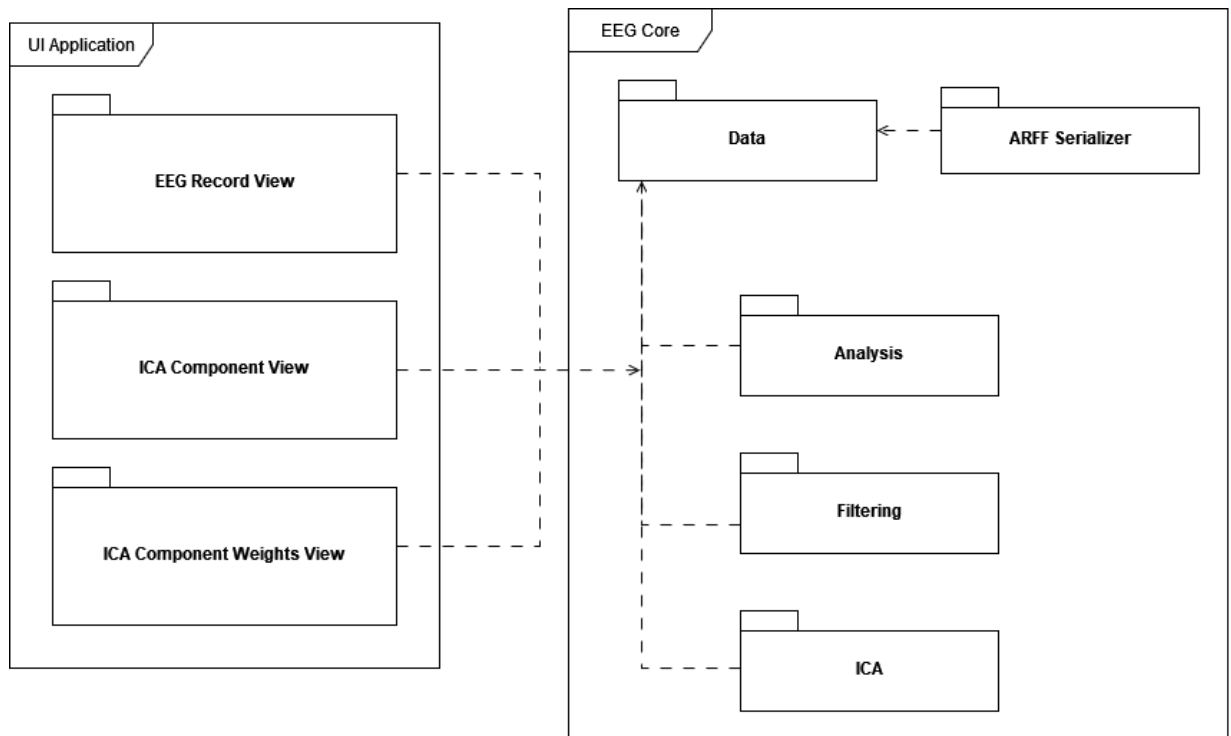 UI Application
EEG Record View
ICA Component View
ICA Component Weights View
EEG Core
Data
ARFF Serializer
Analysis
Filtering
ICA